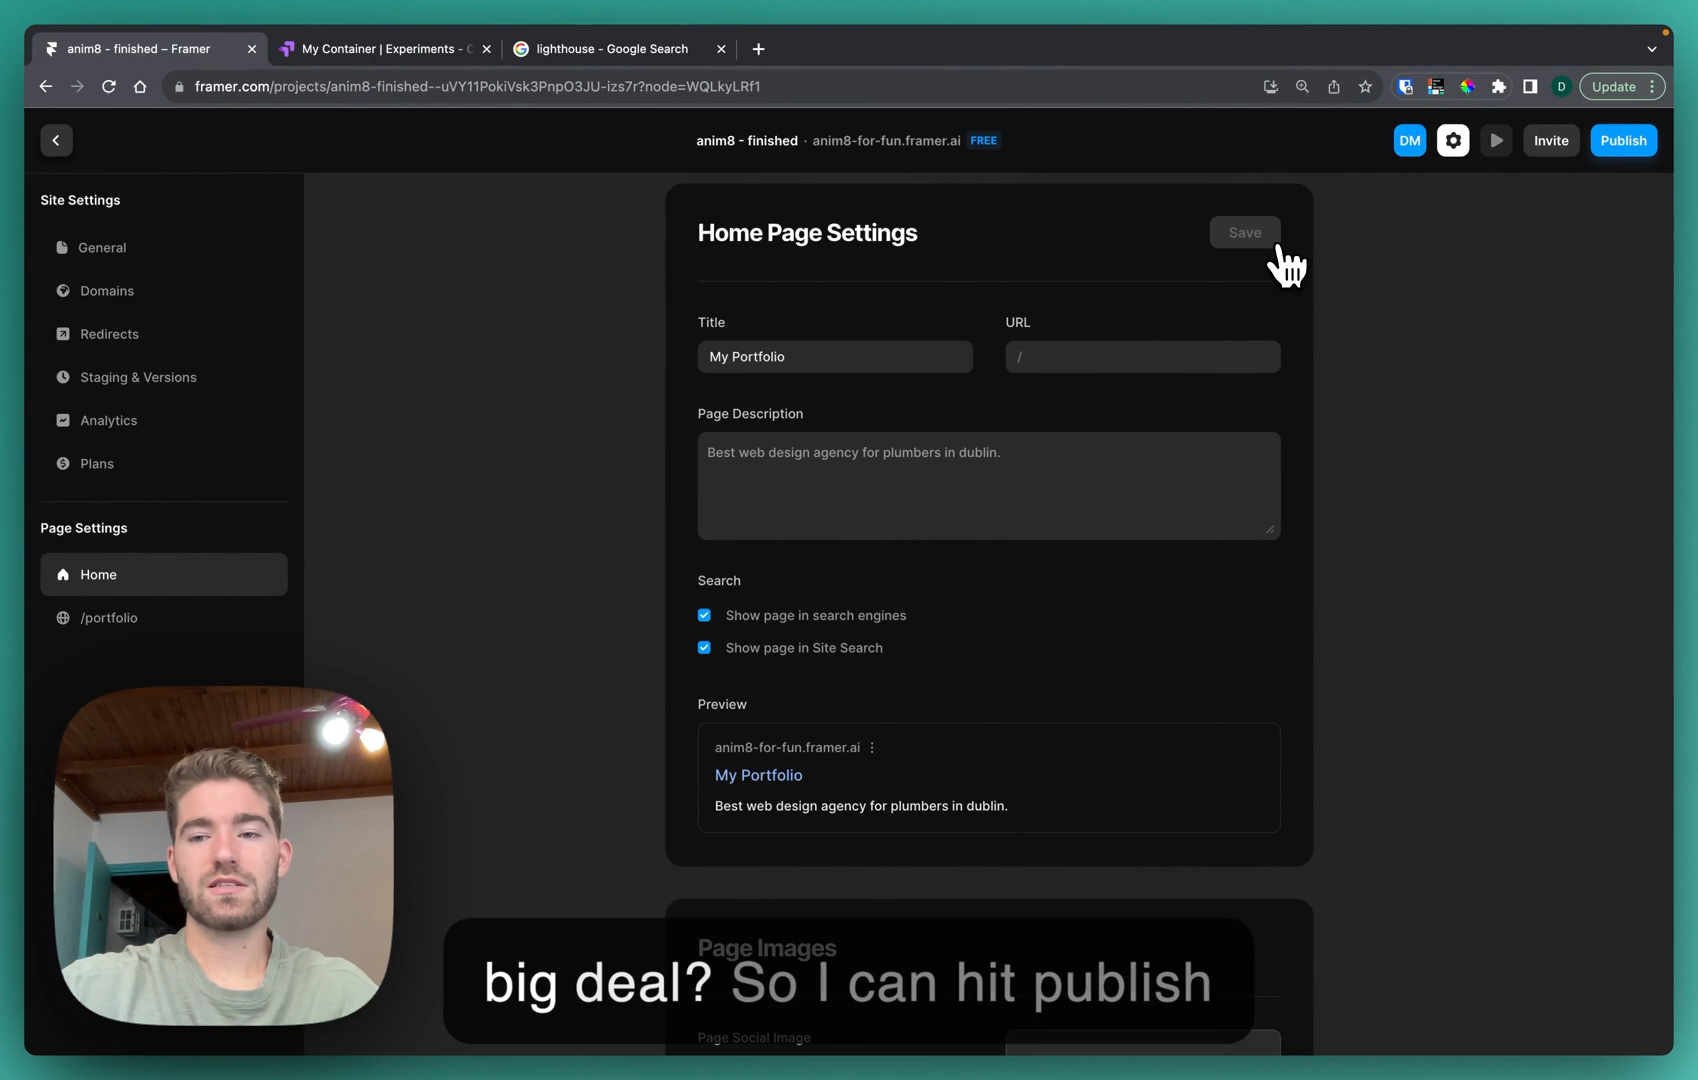 anim8 - finished – Framer
My Container | Experiments -
lighthouse - Google Search
framer.com/projects/anim8-finished--uVY11PokiVsk3PnpO3JU-izs7r?node=WQLkyLRf1
D
Update
anim8 - finished · anim8-for-fun.framer.ai FREE
DM
Invite
Publish
Site Settings
General
Domains
Redirects
Staging & Versions
Analytics
Plans
Page Settings
Home
/portfolio
Home Page Settings
Save
Title
URL
My Portfolio
/
Page Description
Best web design agency for plumbers in dublin.
Search
Show page in search engines
Show page in Site Search
Preview
anim8-for-fun.framer.ai
My Portfolio
Best web design agency for plumbers in dublin.
Page Images
big deal? So I can hit publish
Page Social Image